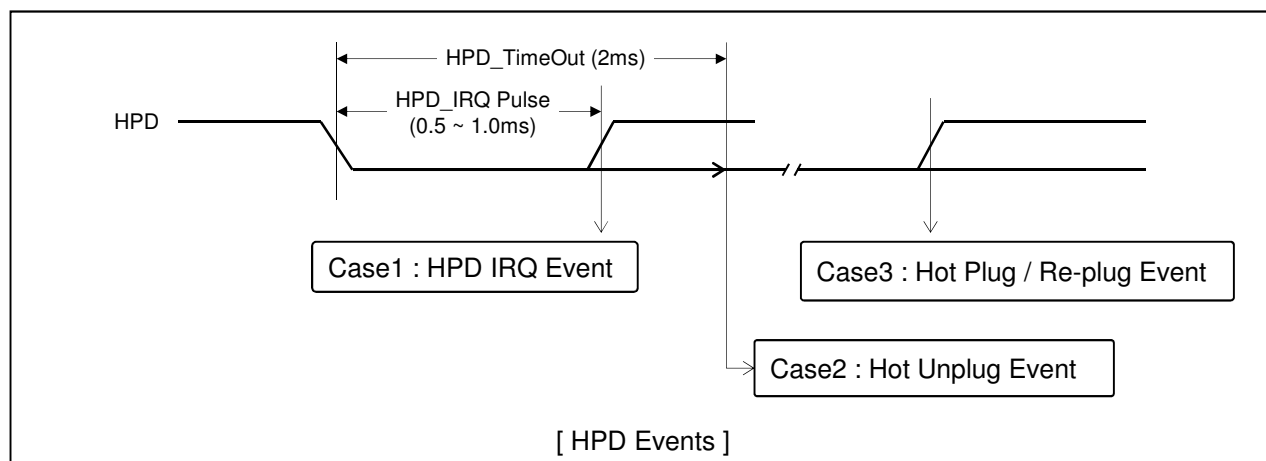 HPD_TimeOut (2ms)
HPD_IRQ Pulse
(0.5 ~ 1.0ms)
HPD
Case1 : HPD IRQ Event
Case3 : Hot Plug / Re-plug Event
Case2 : Hot Unplug Event
[ HPD Events ]